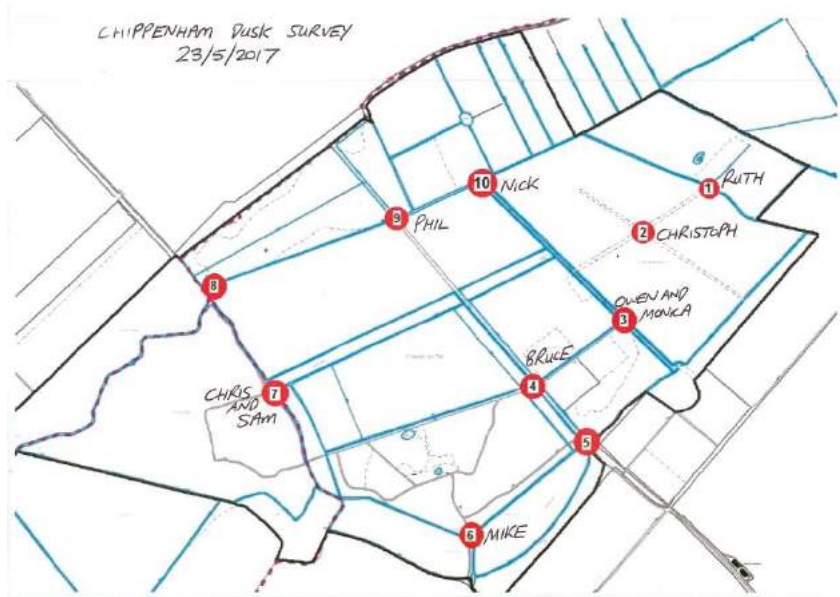 CHIPPENHAM DUSK SURVEY
23/5/2017
10 NICK
1 RUTH
9 PHIL
2 CHRISTOPH
8
OWEN AND
3 MONICA
BRUCE
4
CHRIS
AND
SAM
7
5
6 MIKE